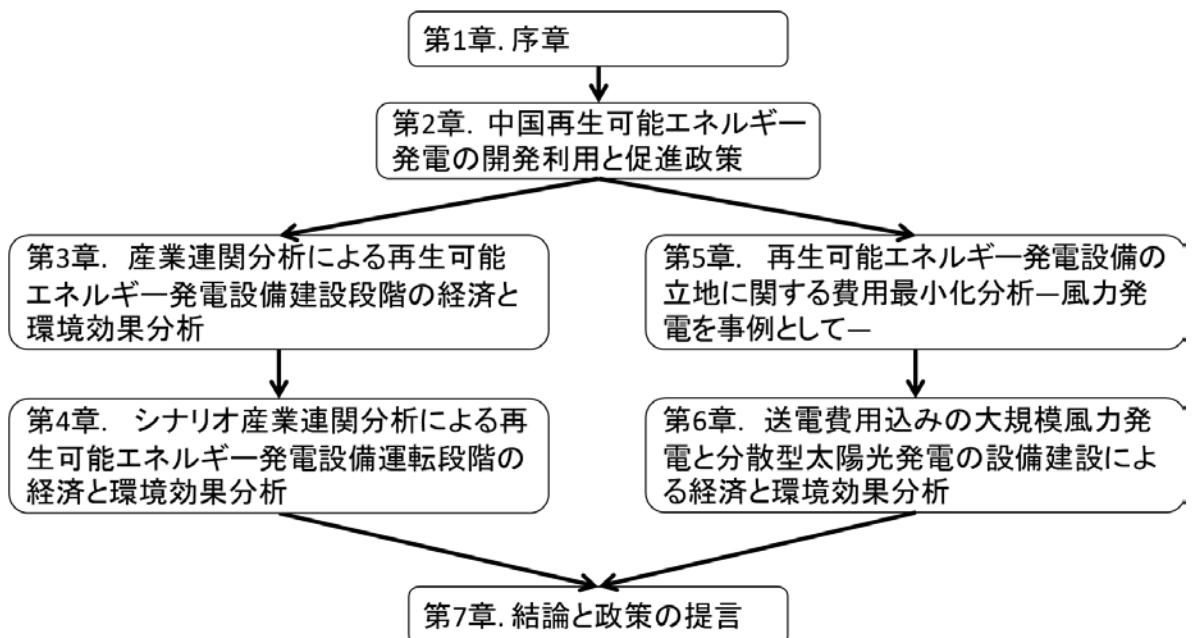 第1章. 序章
第2章. 中国再生可能エネルギー
発電の開発利用と促進政策
第3章. 産業連関分析による再生可能
エネルギー発電設備建設段階の経済と
環境効果分析
第4章. シナリオ産業連関分析による再
生可能エネルギー発電設備運転段階の
経済と環境効果分析
第5章. 再生可能エネルギー発電設備の
立地に関する費用最小化分析―風力発
電を事例として―
第6章. 送電費用込みの大規模風力発
電と分散型太陽光発電の設備建設によ
る経済と環境効果分析
第7章. 結論と政策の提言